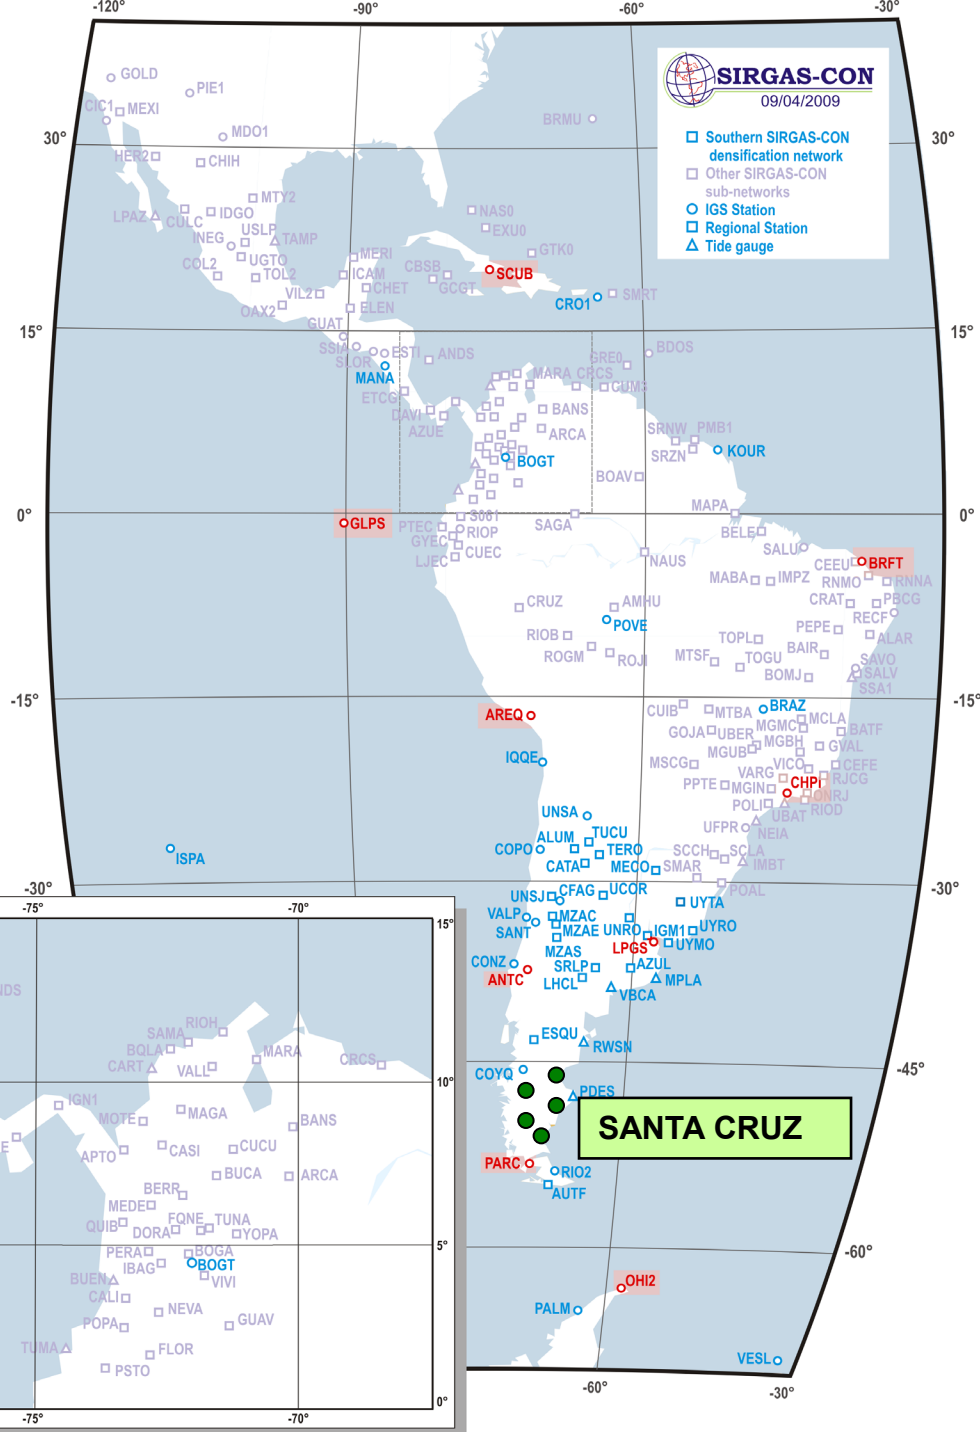 -120°
-90°
-60°
-30°
GOLD
PIE1
CIC1
MEXI
MDO1
BRMU
SIRGAS-CON
09/04/2009
Southern SIRGAS-CON
densification network
Other SIRGAS-CON
sub-networks
IGS Station
Regional Station
Tide gauge
30°
30°
HER2
CHIH
MTY2
LPAZ
CULC
IDGO
USLP
INEG
TAMP
NAS0
EXU0
GTK0
COL2
UGTO
TOL2
MERI
ICAM
CHET
CBSB
GCGT
SCUB
CRO1
SMRT
VIL2
OAX2
ELEN
GUAT
15°
15°
SSIA
SLOR
ESTI
ANDS
MANA
GRE0
BDOS
MARA
CRCS
CUM3
ETCG
DAVI
AZUE
BANS
ARCA
SRNW
PMB1
SRZN
KOUR
BOGT
BOAV
MAPA
0°
0°
GLPS
S061
PTEC
RIOP
GYEC
CUEC
LJEC
SAGA
BELE
SALU
NAUS
CEEU
BRFT
MABA
IMPZ
RNMO
RNNA
CRUZ
AMHU
CRAT
PBCG
RECF
POVE
RIOB
ROGM
ROJI
PEPE
ALAR
TOPL
BAIR
MTSF
TOGU
BOMJ
SAVO
SALV
SSA1
-15°
-15°
AREQ
CUIB
MTBA
BRAZ
MCLA
MGMC
BATF
GOJA
UBER
MGBH
GVAL
MGUB
IQQE
MSCG
VICO
CEFE
VARG
RJCG
PPTE
MGIN
CHPI
ONRJ
POLI
UBAT
RIOD
UNSA
UFPR
NEIA
ALUM
TUCU
COPO
TERO
CATA
MECO
SCCH
SCLA
IMBT
SMAR
POAL
ISPA
-30°
-30°
UNSJ
CFAG
UCOR
UYTA
VALP
MZAC
SANT
MZAE
UNRO
IGM1
UYRO
LPGS
UYMO
MZAS
CONZ
SRLP
AZUL
ANTC
LHCL
MPLA
VBCA
ESQU
RWSN
-45°
COYQ
PDES
SANTA CRUZ
PARC
RIO2
AUTF
-60°
OHI2
PALM
VESL
-60°
-30°
-75°
-70°
15°
NDS
RIOH
SAMA
BQLA
CART
VALL
MARA
CRCS
10°
IGN1
MOTE
MAGA
BANS
E
APTO
CASI
CUCU
BUCA
ARCA
BERR
MEDE
QUIB
FQNE
TUNA
DORA
YOPA
5°
PERA
BOGA
IBAG
BOGT
BUEN
VIVI
CALI
NEVA
POPA
GUAV
TUMA
FLOR
PSTO
0°
-75°
-70°